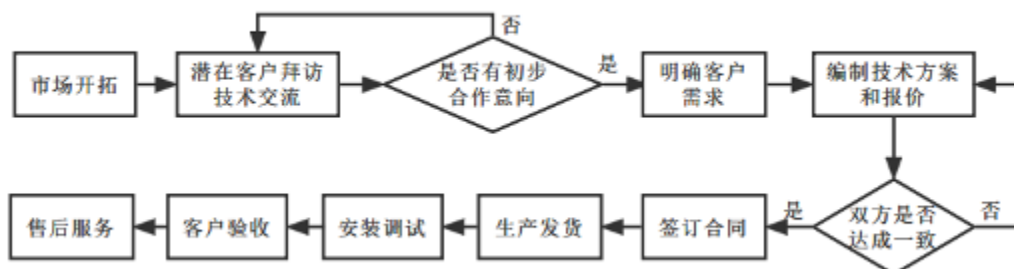 否
市场开拓
潜在客户拜访
技术交流
是否有初步
合作意向
是
明确客户
需求
编制技术方案
和报价
售后服务
客户验收
安装调试
生产发货
签订合同
是
双方是否
达成一致
否